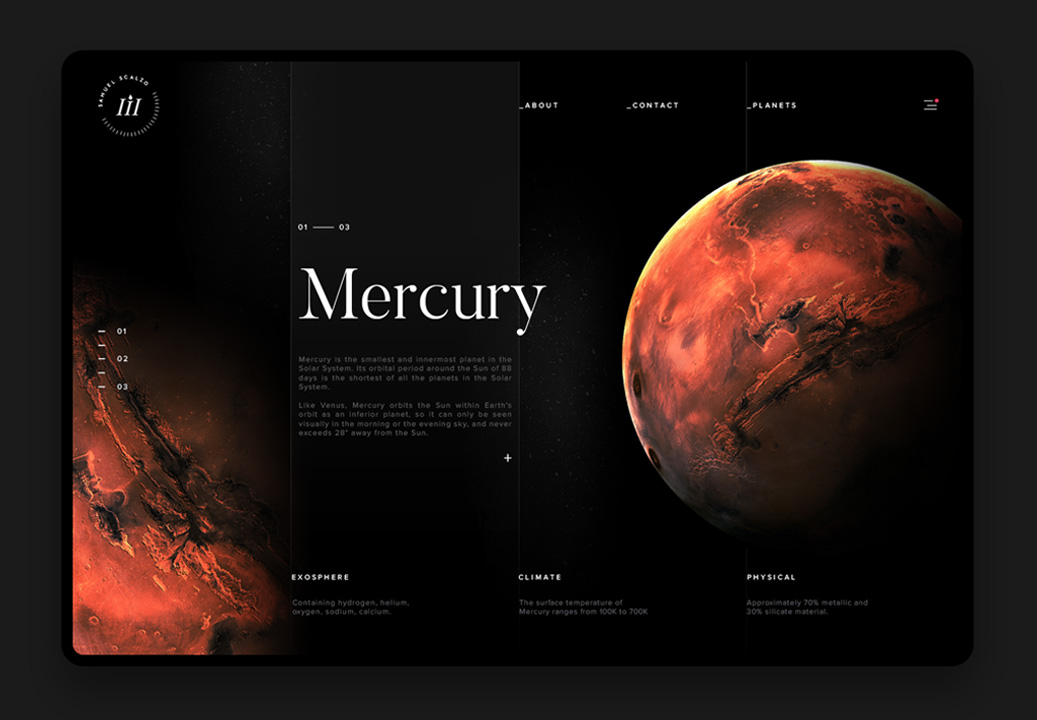 SAMUEL SCALZO
_ABOUT
_CONTACT
_PLANETS
01 — 03
Mercury
01
02
03
Mercury is the smallest and innermost planet in the
Solar System. Its orbital period around the Sun of 88
days is the shortest of all the planets in the Solar
System.
Like Venus, Mercury orbits the Sun within Earth's
orbit as an inferior planet, so it can only be seen
visually in the morning or the evening sky, and never
exceeds 28° away from the Sun.
+
EXOSPHERE
Containing hydrogen, helium,
oxygen, sodium, calcium.
CLIMATE
The surface temperature of
Mercury ranges from 100K to 700K
PHYSICAL
Approximately 70% metallic and
30% silicate material.